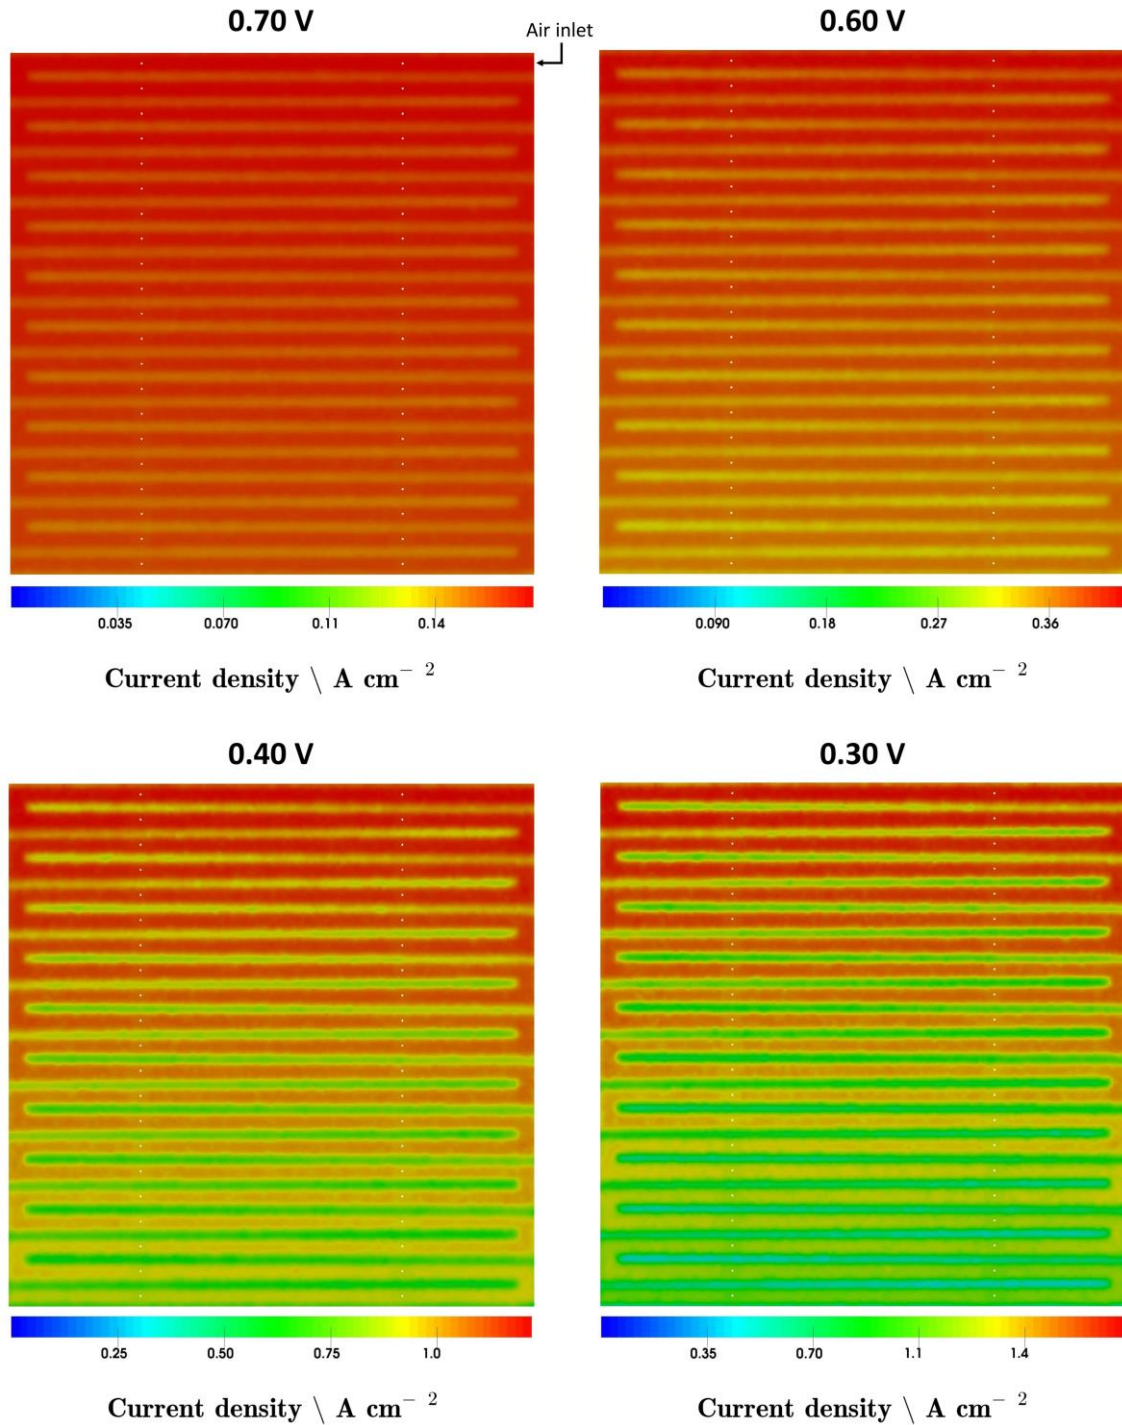 0.70 V
Air inlet
0.60 V
0.035 0.070 0.11 0.14
0.090 0.18 0.27 0.36
Current density \ A cm⁻ ²
Current density \ A cm⁻ ²
0.40 V
0.30 V
0.25 0.50 0.75 1.0
0.35 0.70 1.1 1.4
Current density \ A cm⁻ ²
Current density \ A cm⁻ ²